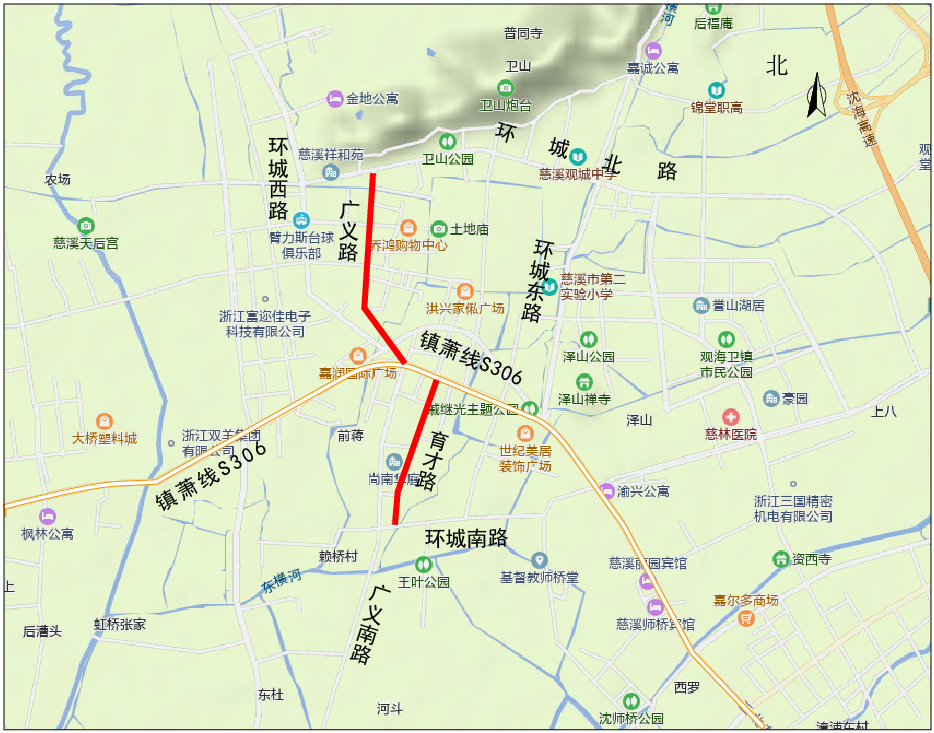 横河
后福庵
普同寺
卫山
嘉诚公寓
北
金地公寓
卫山炮台
锦堂职高
沈海高速
环城北路
慈溪祥和苑
卫山公园
慈溪观城中学
观
堂
农场
环城西路
广义路
慈溪天后宫
臂力斯台球
俱乐部
土地庙
乔鸿购物中心
环城东路
慈溪市第二
实验小学
浙江富迩佳电子
科技有限公司
洪兴家俬广场
誉山湖居
镇萧线S306
嘉润国际广场
泽山公园
观海卫镇
市民公园
泽山禅寺
豪园
戚继光主题公园
泽山
上八
慈林医院
大桥塑料城
浙江双羊集团
有限公司
前蒋
育才路
世纪美居
装饰广场
尚南华庭
镇萧线S306
渝兴公寓
浙江三国精密
机电有限公司
枫林公寓
环城南路
赖桥村
东横河
王叶公园
基督教师桥堂
慈溪丽园宾馆
资西寺
上
广义南路
嘉尔多商场
后漕头
虹桥张家
慈溪师桥宾馆
东杜
河斗
西罗
沈师桥公园
漳浦东村